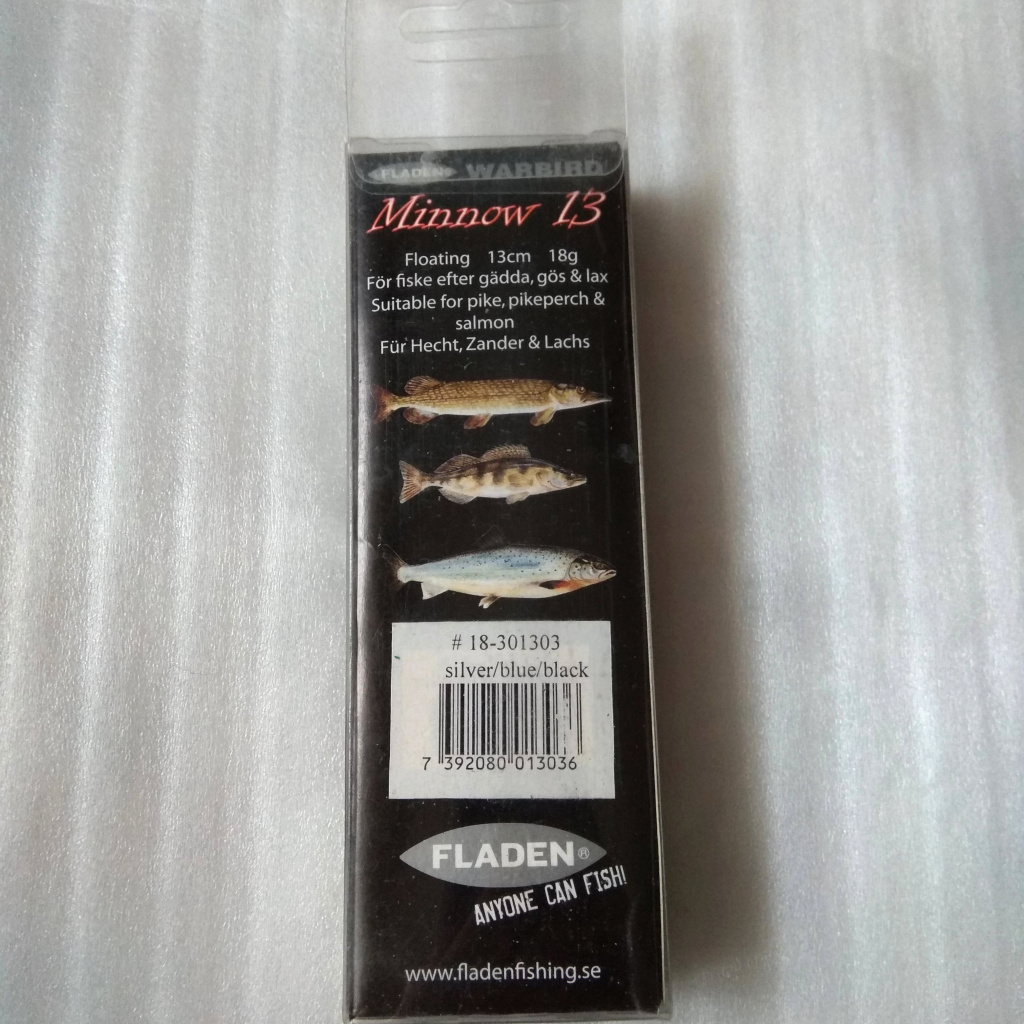 FLADEN WARBIRD
Minnow 13
Floating 13cm 18g
För fiske efter gädda, gös & lax
Suitable for pike, pikeperch &
salmon
Für Hecht, Zander & Lachs
# 18-301303
silver/blue/black
7 392080 013036
FLADEN®
ANYONE CAN FISH!
www.fladenfishing.se